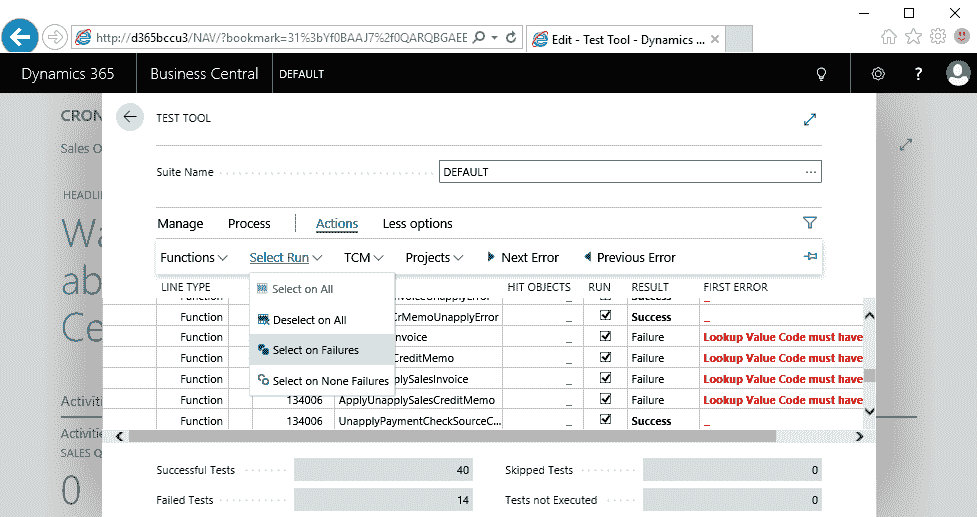 http://d365bccu3/NAV/?bookmark=31%3bYf0BAAJ7%2f0QARQBGAEE
Edit - Test Tool - Dynamics ...
Dynamics 365 Business Central DEFAULT ?
CRON
TEST TOOL
Sales O
Suite Name DEFAULT ...
HEADLI
Wa
Manage Process Actions Less options
ab
Functions Select Run TCM Projects Next Error Previous Error
Ce
LINE TYPE HIT OBJECTS RUN RESULT FIRST ERROR
Select on All
Function voiceUnapplyError _ Success _
Function CrMemoUnapplyError _ Success _
Deselect on All
Function nvoice _ Failure Lookup Value Code must have
Select on Failures
Function CreditMemo _ Failure Lookup Value Code must have
Function plySalesInvoice _ Failure Lookup Value Code must have
Select on None Failures
Function 134006 ApplyUnapplySalesCreditMemo _ Failure Lookup Value Code must have
Activiti
Function 134006 UnapplyPaymentCheckSourceC... _ Success _
Activitie
SALES Q
Successful Tests 40 Skipped Tests 0
0
Failed Tests 14 Tests not Executed 0